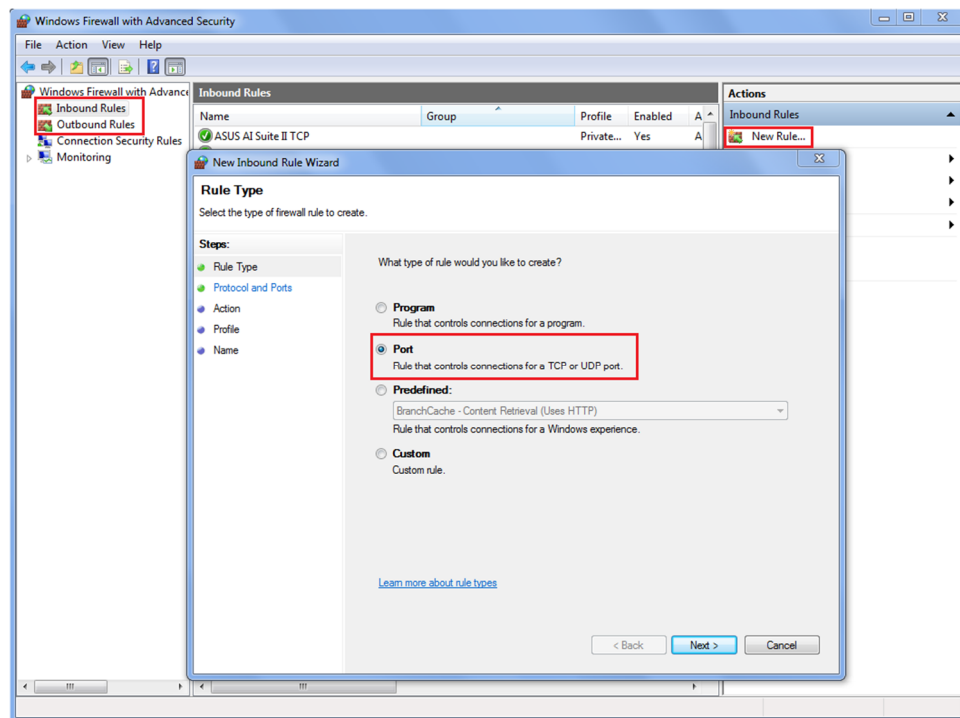 Windows Firewall with Advanced Security
File Action View Help
Windows Firewall with Advance
Inbound Rules
Outbound Rules
Connection Security Rules
Monitoring
Inbound Rules
Name Group Profile Enabled A
ASUS AI Suite II TCP Private... Yes A
Actions
Inbound Rules
New Rule...
New Inbound Rule Wizard
Rule Type
Select the type of firewall rule to create.
Steps:
Rule Type
Protocol and Ports
Action
Profile
Name
What type of rule would you like to create?
Program
Rule that controls connections for a program.
Port
Rule that controls connections for a TCP or UDP port.
Predefined:
BranchCache - Content Retrieval (Uses HTTP)
Rule that controls connections for a Windows experience.
Custom
Custom rule.
Learn more about rule types
< Back Next > Cancel